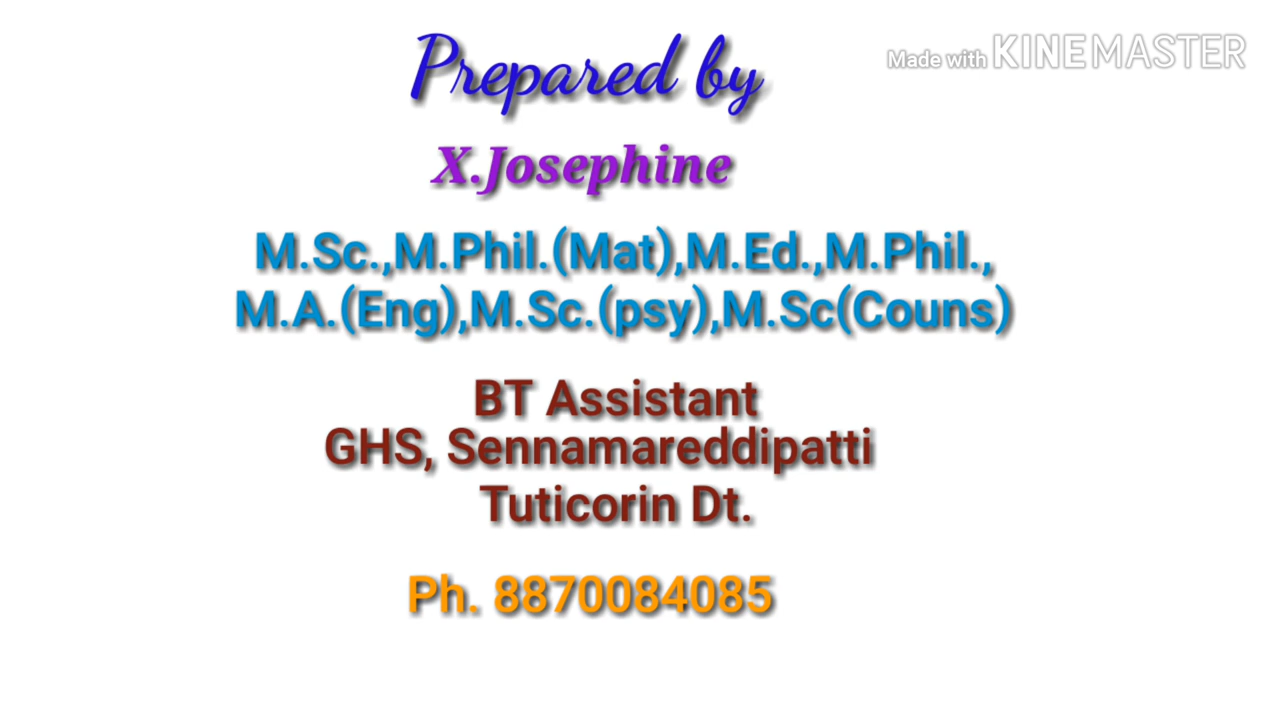 Prepared by
Made with KINEMASTER
X.Josephine
M.Sc.,M.Phil.(Mat),M.Ed.,M.Phil.,
M.A.(Eng),M.Sc.(psy),M.Sc(Couns)
BT Assistant
GHS, Sennamareddipatti
Tuticorin Dt.
Ph. 8870084085